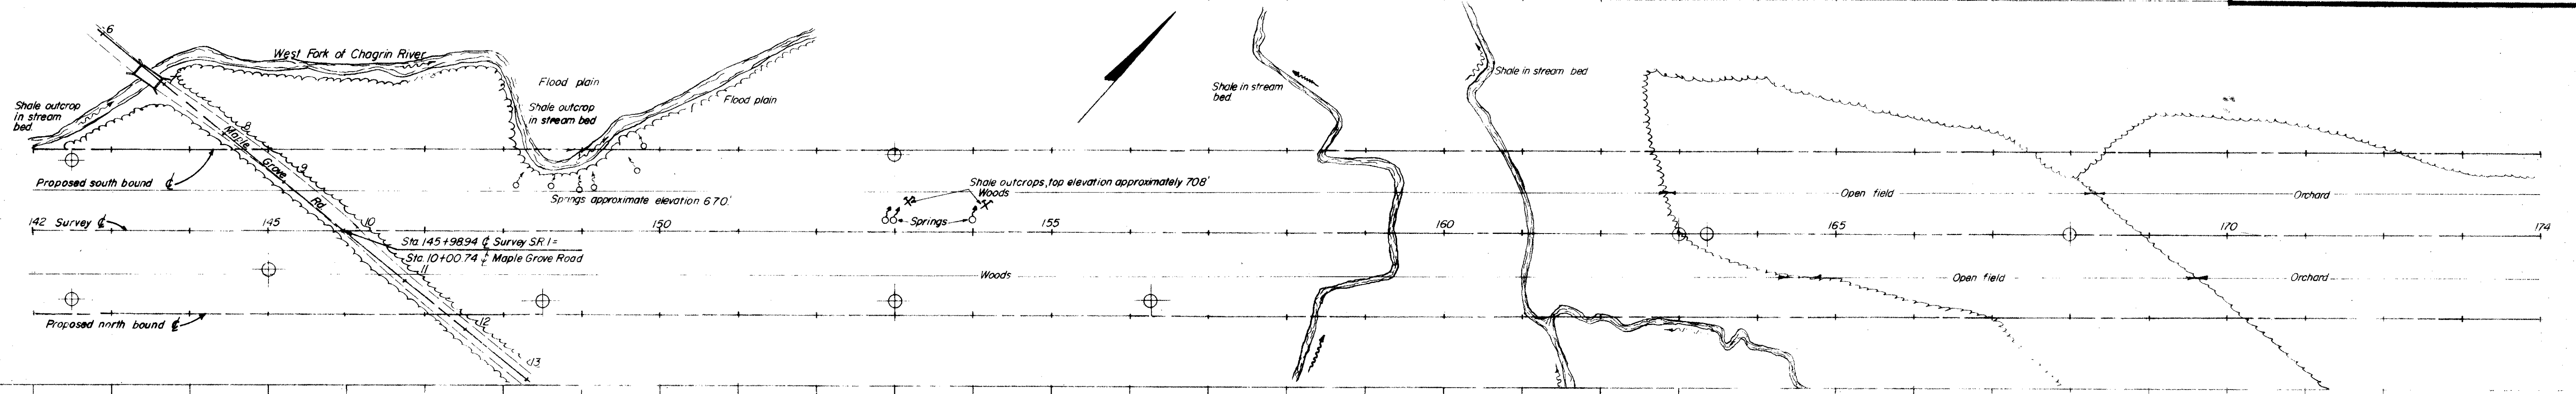 6
West Fork of Chagrin River
Shale outcrop
in stream
bed.
Flood plain
Shale outcrop
in stream bed
Flood plain
Shale in stream
bed.
Shale in stream bed
8
Maple Grove Rd
9
Proposed south bound ℄
Springs approximate elevation 670.'
Shale outcrops, top elevation approximately 708'
Woods
Springs
Open field
Orchard
142 Survey ℄
145
10
150
155
160
165
170
174
Sta. 145+98.94 ℄ Survey SR 1 =
Sta. 10+00.74 ℄ Maple Grove Road
11
Woods
Open field
Orchard
Proposed north bound ℄
12
13